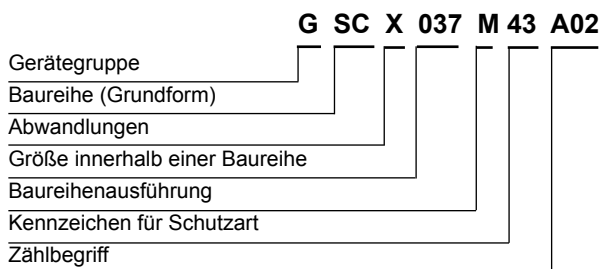 G SC X 037 M 43 A02
Gerätegruppe
Baureihe (Grundform)
Abwandlungen
Größe innerhalb einer Baureihe
Baureihenausführung
Kennzeichen für Schutzart
Zählbegriff